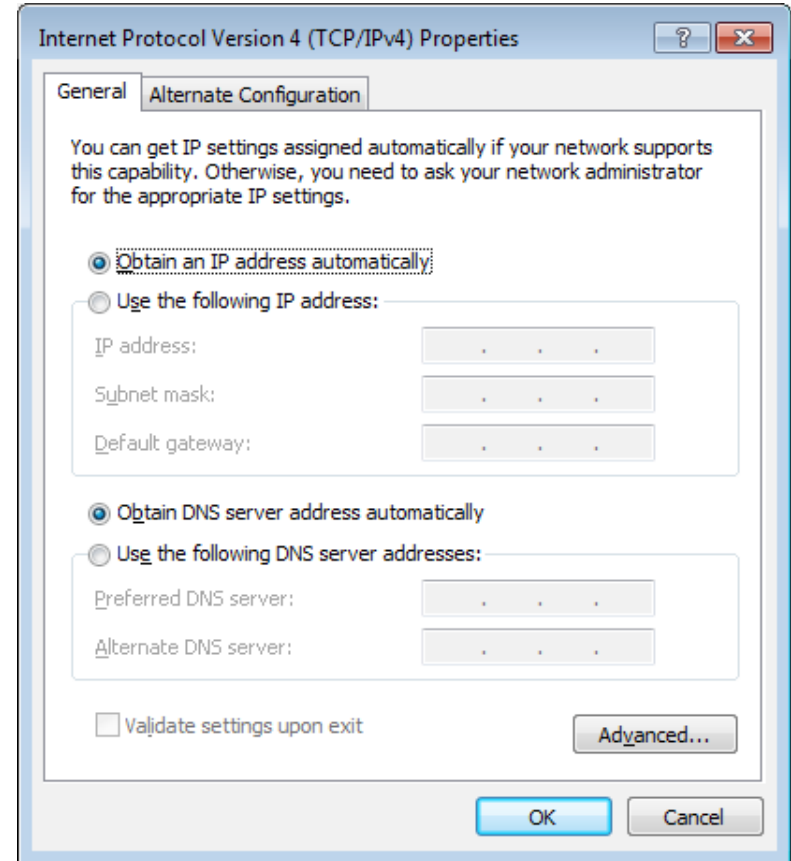 Internet Protocol Version 4 (TCP/IPv4) Properties
General
Alternate Configuration
You can get IP settings assigned automatically if your network supports
this capability. Otherwise, you need to ask your network administrator
for the appropriate IP settings.
Obtain an IP address automatically
Use the following IP address:
IP address:
Subnet mask:
Default gateway:
Obtain DNS server address automatically
Use the following DNS server addresses:
Preferred DNS server:
Alternate DNS server:
Validate settings upon exit
Advanced...
OK
Cancel